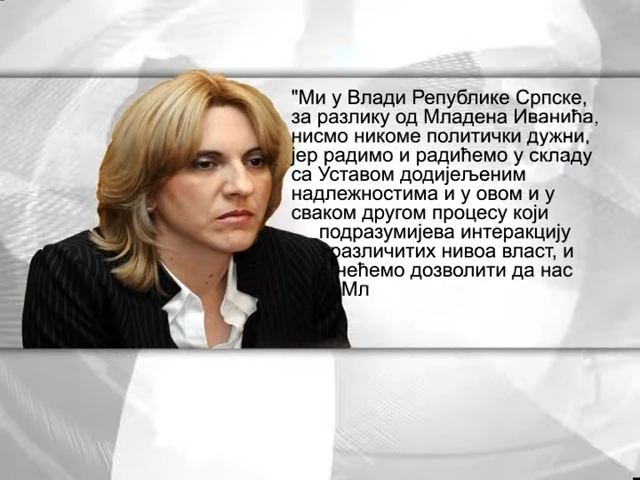 "Ми у Влади Републике Српске,
за разлику од Младена Иванића,
нисмо никоме политички дужни,
јер радимо и радићемо у складу
са Уставом додијељеним
надлежностима и у овом и у
сваком другом процесу који
подразумијева интеракцију
различитих нивоа власт, и
нећемо дозволити да нас
Мл